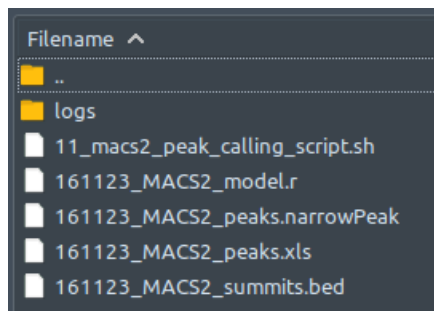 Filename
..
logs
11_macs2_peak_calling_script.sh
161123_MACS2_model.r
161123_MACS2_peaks.narrowPeak
161123_MACS2_peaks.xls
161123_MACS2_summits.bed